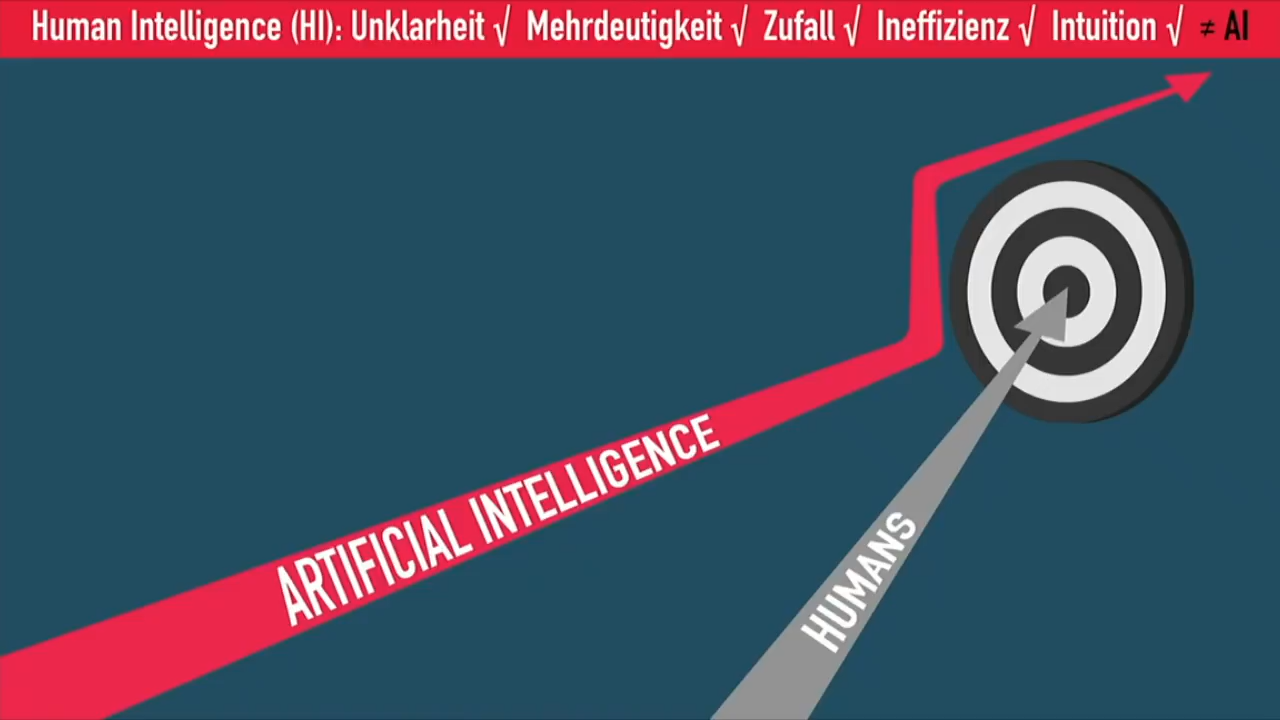 Human Intelligence (HI): Unklarheit √ Mehrdeutigkeit √ Zufall √ Ineffizienz √ Intuition √ ≠ AI
ARTIFICIAL INTELLIGENCE
HUMANS